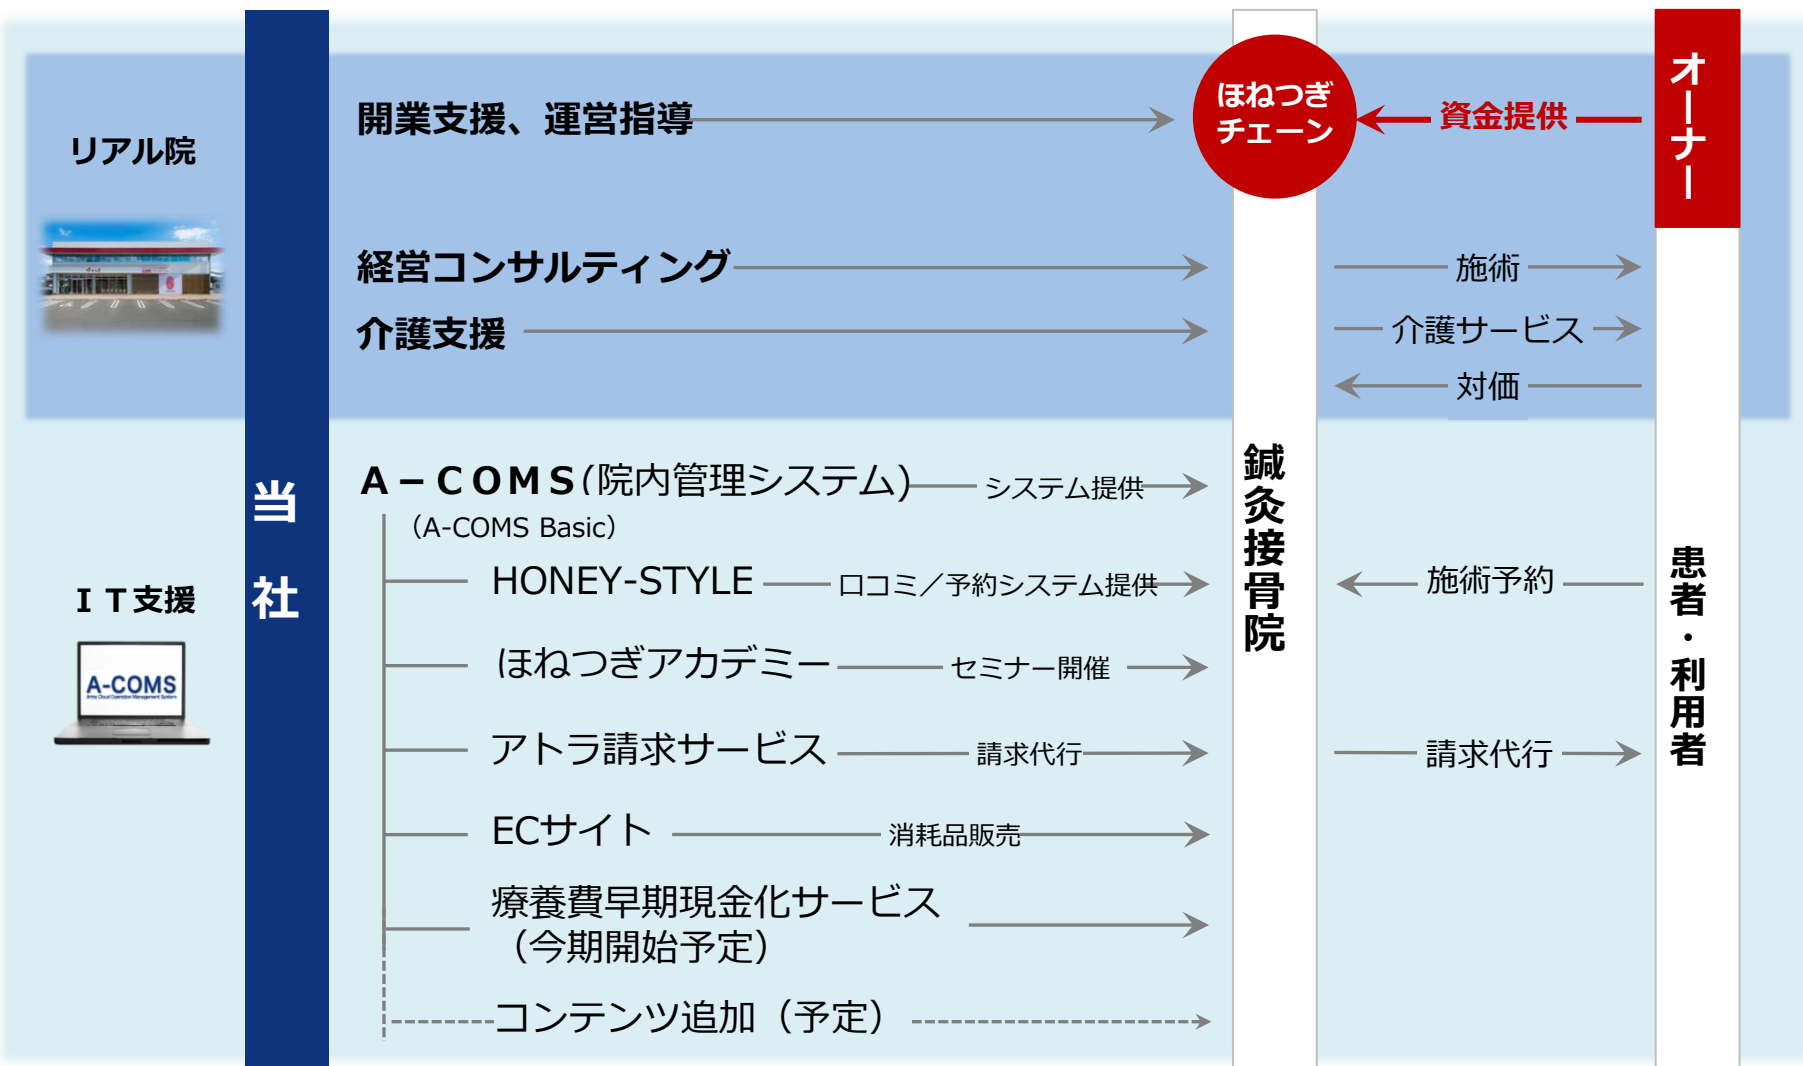 リアル院
開業支援、運営指導
ほねつぎ
チェーン
資金提供
オーナー
経営コンサルティング
施術
介護支援
介護サービス
対価
当社
鍼灸接骨院
患者・利用者
IT支援
A-COMS
Artra Cloud Operation Management System
A－COMS(院内管理システム)
システム提供
（A-COMS Basic）
HONEY-STYLE
口コミ／予約システム提供
施術予約
ほねつぎアカデミー
セミナー開催
アトラ請求サービス
請求代行
請求代行
ECサイト
消耗品販売
療養費早期現金化サービス
（今期開始予定）
コンテンツ追加（予定）